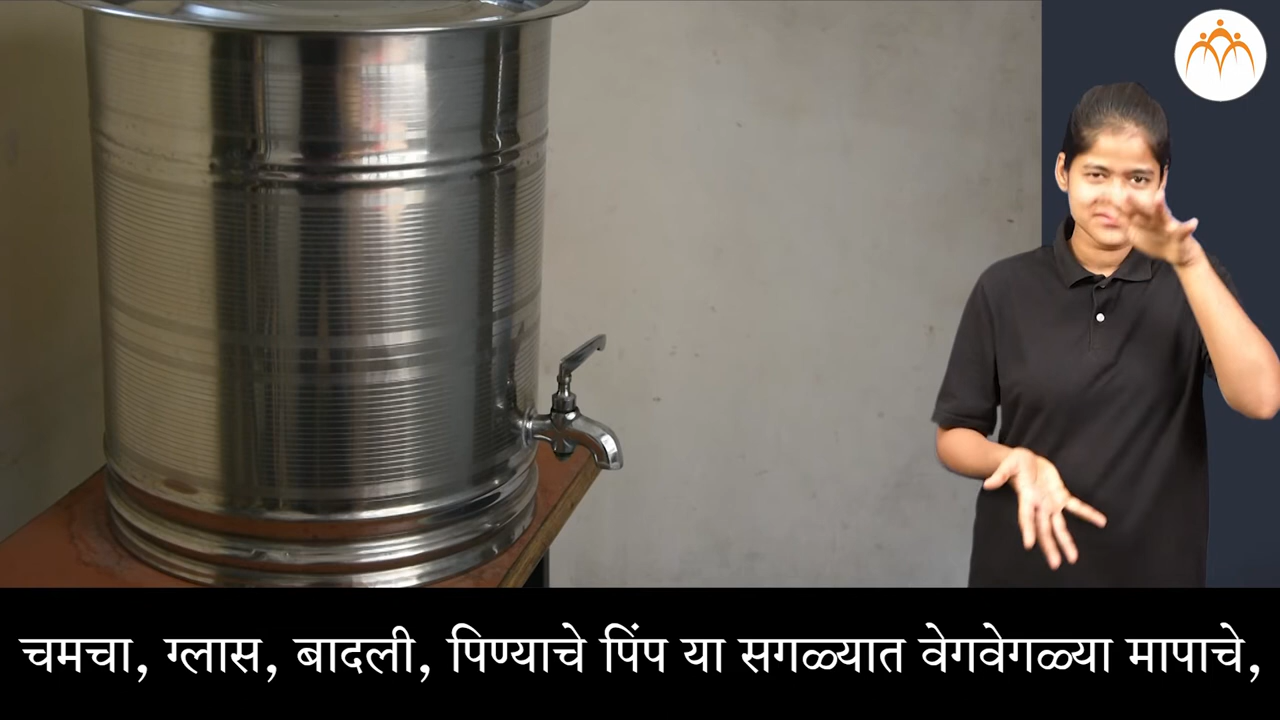 चमचा, ग्लास, बादली, पिण्याचे पिंप या सगळ्यात वेगवेगळ्या मापाचे,